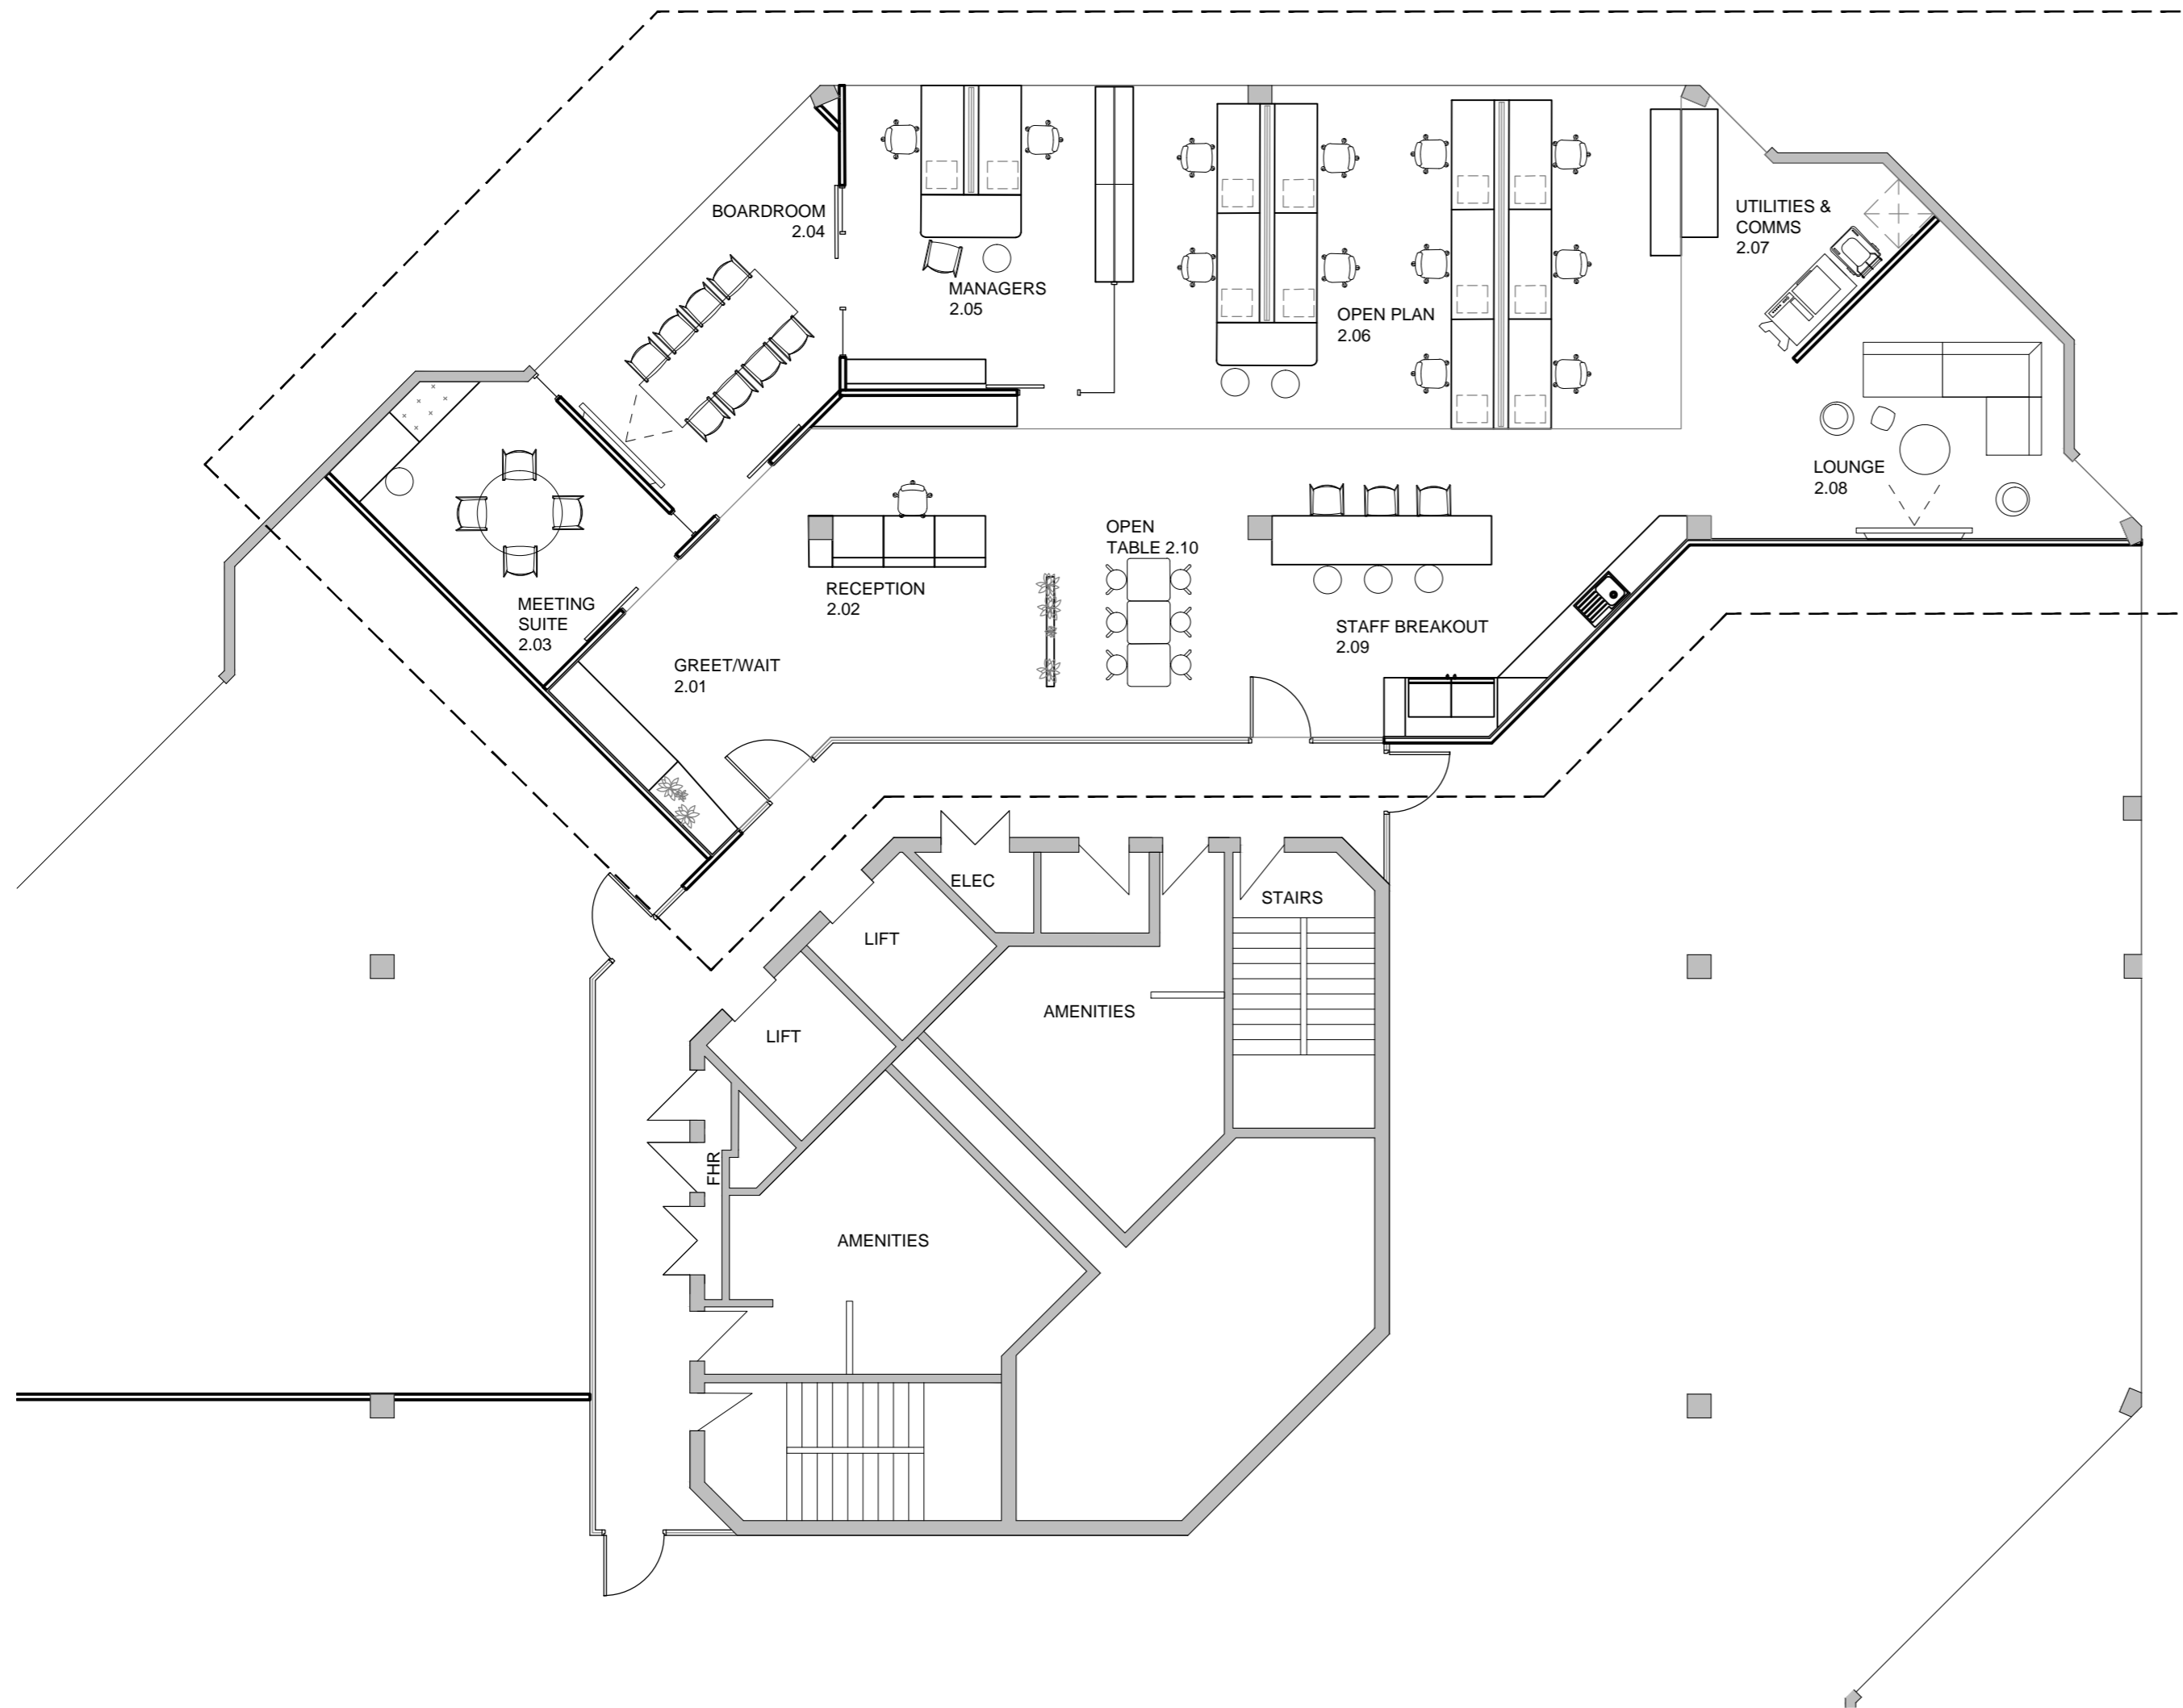 BOARDROOM
2.04
MANAGERS
2.05
OPEN PLAN
2.06
UTILITIES &
COMMS
2.07
LOUNGE
2.08
OPEN
TABLE 2.10
MEETING
SUITE
2.03
RECEPTION
2.02
STAFF BREAKOUT
2.09
GREET/WAIT
2.01
ELEC
STAIRS
LIFT
AMENITIES
LIFT
FHR
AMENITIES